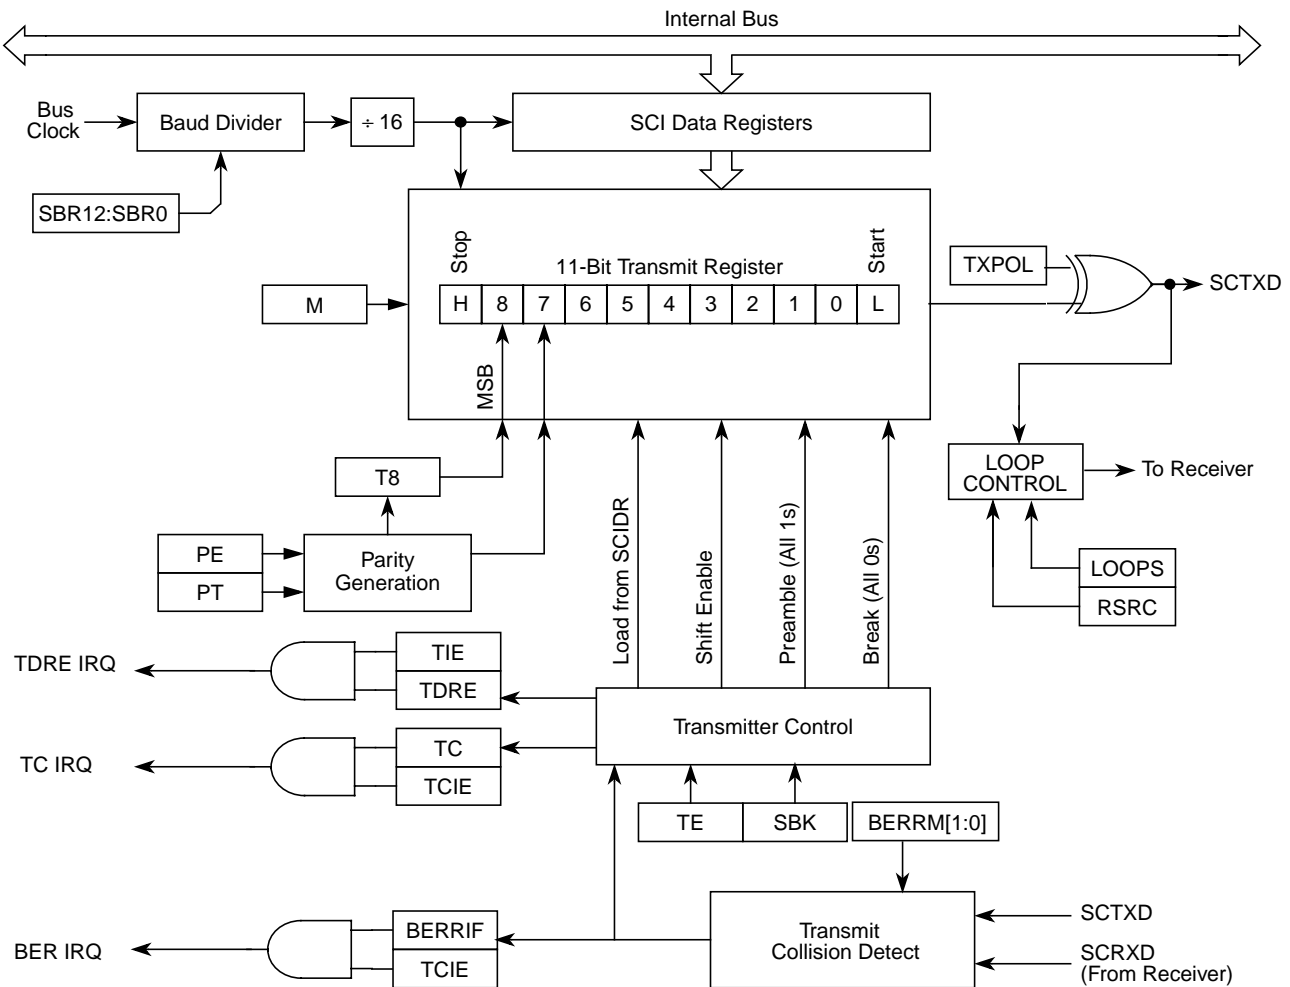 Internal Bus
Bus
Clock
Baud Divider
÷ 16
SCI Data Registers
SBR12:SBR0
Stop
11-Bit Transmit Register
Start
H 8 7 6 5 4 3 2 1 0 L
M
MSB
TXPOL
SCTXD
LOOP
CONTROL
To Receiver
LOOPS
RSRC
T8
PE
PT
Parity
Generation
Load from SCIDR
Shift Enable
Preamble (All 1s)
Break (All 0s)
TDRE IRQ
TIE
TDRE
TC IRQ
TC
TCIE
Transmitter Control
TE
SBK
BERRM[1:0]
BER IRQ
BERRIF
TCIE
Transmit
Collision Detect
SCTXD
SCRXD
(From Receiver)